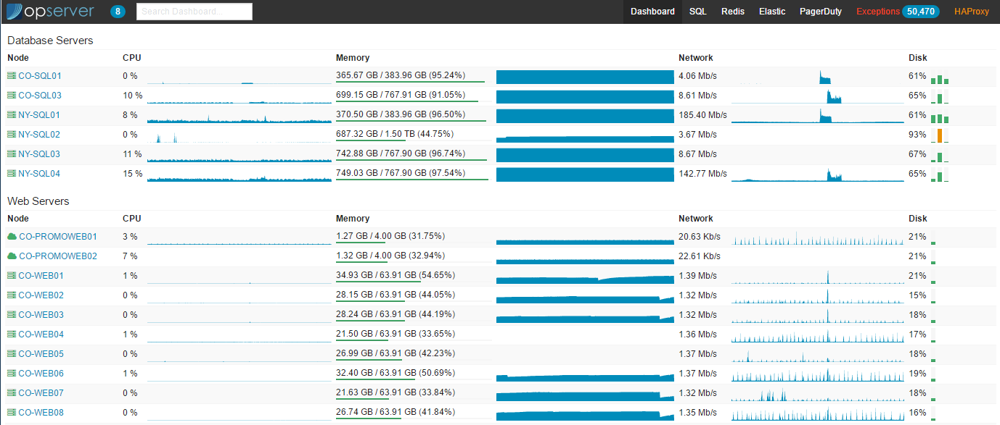 opserver 8 Search Dashboard... Dashboard SQL Redis Elastic PagerDuty Exceptions 50,470 HAProxy
Database Servers
Node CPU Memory Network Disk
CO-SQL01 0 % 365.67 GB / 383.96 GB (95.24%) 4.06 Mb/s 61%
CO-SQL03 10 % 699.15 GB / 767.91 GB (91.05%) 8.61 Mb/s 65%
NY-SQL01 8 % 370.50 GB / 383.96 GB (96.50%) 185.40 Mb/s 61%
NY-SQL02 0 % 687.32 GB / 1.50 TB (44.75%) 3.67 Mb/s 93%
NY-SQL03 11 % 742.88 GB / 767.90 GB (96.74%) 8.67 Mb/s 67%
NY-SQL04 15 % 749.03 GB / 767.90 GB (97.54%) 142.77 Mb/s 65%
Web Servers
Node CPU Memory Network Disk
CO-PROMOWEB01 3 % 1.27 GB / 4.00 GB (31.75%) 20.63 Kb/s 21%
CO-PROMOWEB02 7 % 1.32 GB / 4.00 GB (32.94%) 22.61 Kb/s 21%
CO-WEB01 1 % 34.93 GB / 63.91 GB (54.65%) 1.39 Mb/s 21%
CO-WEB02 0 % 28.15 GB / 63.91 GB (44.05%) 1.32 Mb/s 15%
CO-WEB03 0 % 28.24 GB / 63.91 GB (44.19%) 1.32 Mb/s 18%
CO-WEB04 1 % 21.50 GB / 63.91 GB (33.65%) 1.36 Mb/s 17%
CO-WEB05 0 % 26.99 GB / 63.91 GB (42.23%) 1.37 Mb/s 18%
CO-WEB06 1 % 32.40 GB / 63.91 GB (50.69%) 1.37 Mb/s 19%
CO-WEB07 0 % 21.63 GB / 63.91 GB (33.84%) 1.32 Mb/s 18%
CO-WEB08 0 % 26.74 GB / 63.91 GB (41.84%) 1.35 Mb/s 16%